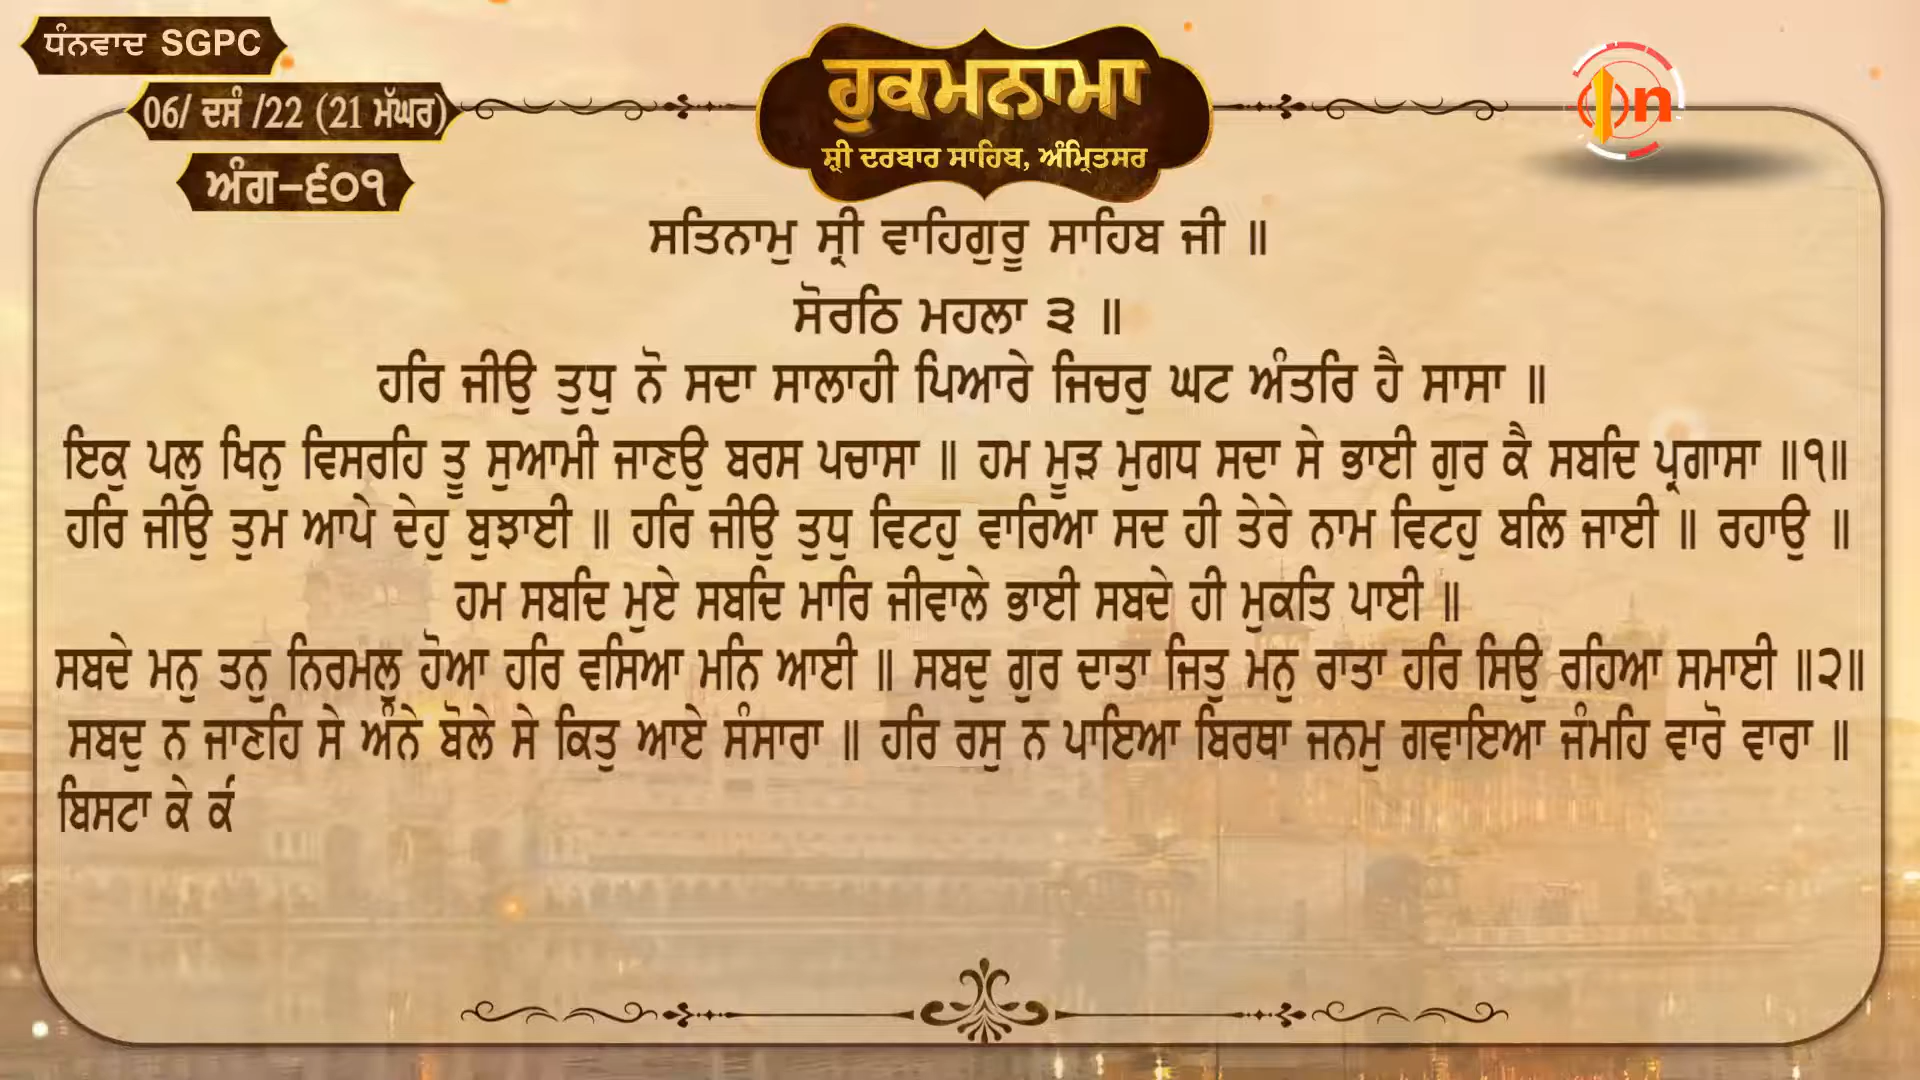 ਧੰਨਵਾਦ SGPC
06/ ਦਸੰ /22 (21 ਮੱਘਰ)
ਅੰਗ-੬੦੧
ਹੁਕਮਨਾਮਾ
ਸ਼੍ਰੀ ਦਰਬਾਰ ਸਾਹਿਬ, ਅੰਮ੍ਰਿਤਸਰ
n
ਸਤਿਨਾਮੁ ਸ੍ਰੀ ਵਾਹਿਗੁਰੂ ਸਾਹਿਬ ਜੀ ॥
ਸੋਰਠਿ ਮਹਲਾ ੩ ॥
ਹਰਿ ਜੀਉ ਤੁਧੁ ਨੋ ਸਦਾ ਸਾਲਾਹੀ ਪਿਆਰੇ ਜਿਚਰੁ ਘਟ ਅੰਤਰਿ ਹੈ ਸਾਸਾ ॥
ਇਕੁ ਪਲੁ ਖਿਨੁ ਵਿਸਰਹਿ ਤੂ ਸੁਆਮੀ ਜਾਣਉ ਬਰਸ ਪਚਾਸਾ ॥ ਹਮ ਮੂੜ ਮੁਗਧ ਸਦਾ ਸੇ ਭਾਈ ਗੁਰ ਕੈ ਸਬਦਿ ਪ੍ਰਗਾਸਾ ॥੧॥
ਹਰਿ ਜੀਉ ਤੁਮ ਆਪੇ ਦੇਹੁ ਬੁਝਾਈ ॥ ਹਰਿ ਜੀਉ ਤੁਧੁ ਵਿਟਹੁ ਵਾਰਿਆ ਸਦ ਹੀ ਤੇਰੇ ਨਾਮ ਵਿਟਹੁ ਬਲਿ ਜਾਈ ॥ ਰਹਾਉ ॥
ਹਮ ਸਬਦਿ ਮੁਏ ਸਬਦਿ ਮਾਰਿ ਜੀਵਾਲੇ ਭਾਈ ਸਬਦੇ ਹੀ ਮੁਕਤਿ ਪਾਈ ॥
ਸਬਦੇ ਮਨੁ ਤਨੁ ਨਿਰਮਲੁ ਹੋਆ ਹਰਿ ਵਸਿਆ ਮਨਿ ਆਈ ॥ ਸਬਦੁ ਗੁਰ ਦਾਤਾ ਜਿਤੁ ਮਨੁ ਰਾਤਾ ਹਰਿ ਸਿਉ ਰਹਿਆ ਸਮਾਈ ॥੨॥
ਸਬਦੁ ਨ ਜਾਣਹਿ ਸੇ ਅੰਨੇ ਬੋਲੇ ਸੇ ਕਿਤੁ ਆਏ ਸੰਸਾਰਾ ॥ ਹਰਿ ਰਸੁ ਨ ਪਾਇਆ ਬਿਰਥਾ ਜਨਮੁ ਗਵਾਇਆ ਜੰਮਹਿ ਵਾਰੋ ਵਾਰਾ ॥
ਬਿਸਟਾ ਕੇ